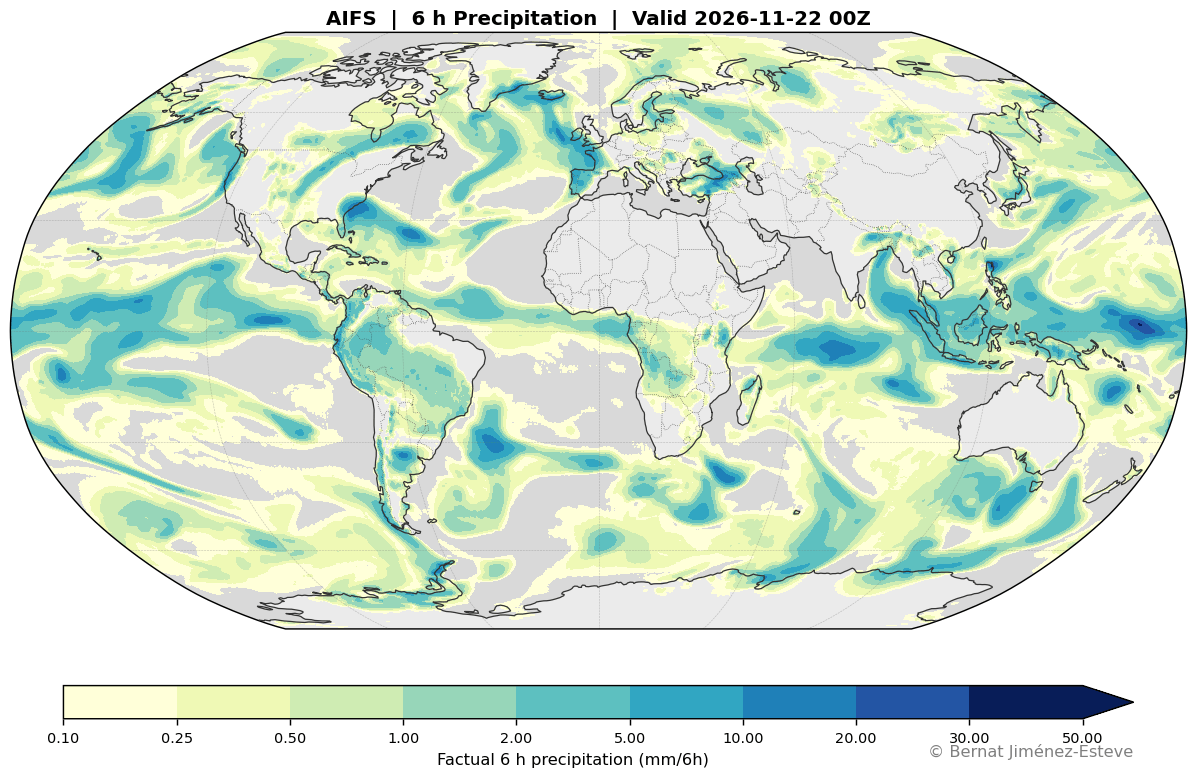 AIFS | 6 h Precipitation | Valid 2026-11-22 00Z
0.10 0.25 0.50 1.00 2.00 5.00 10.00 20.00 30.00 50.00
Factual 6 h precipitation (mm/6h)
© Bernat Jiménez-Esteve